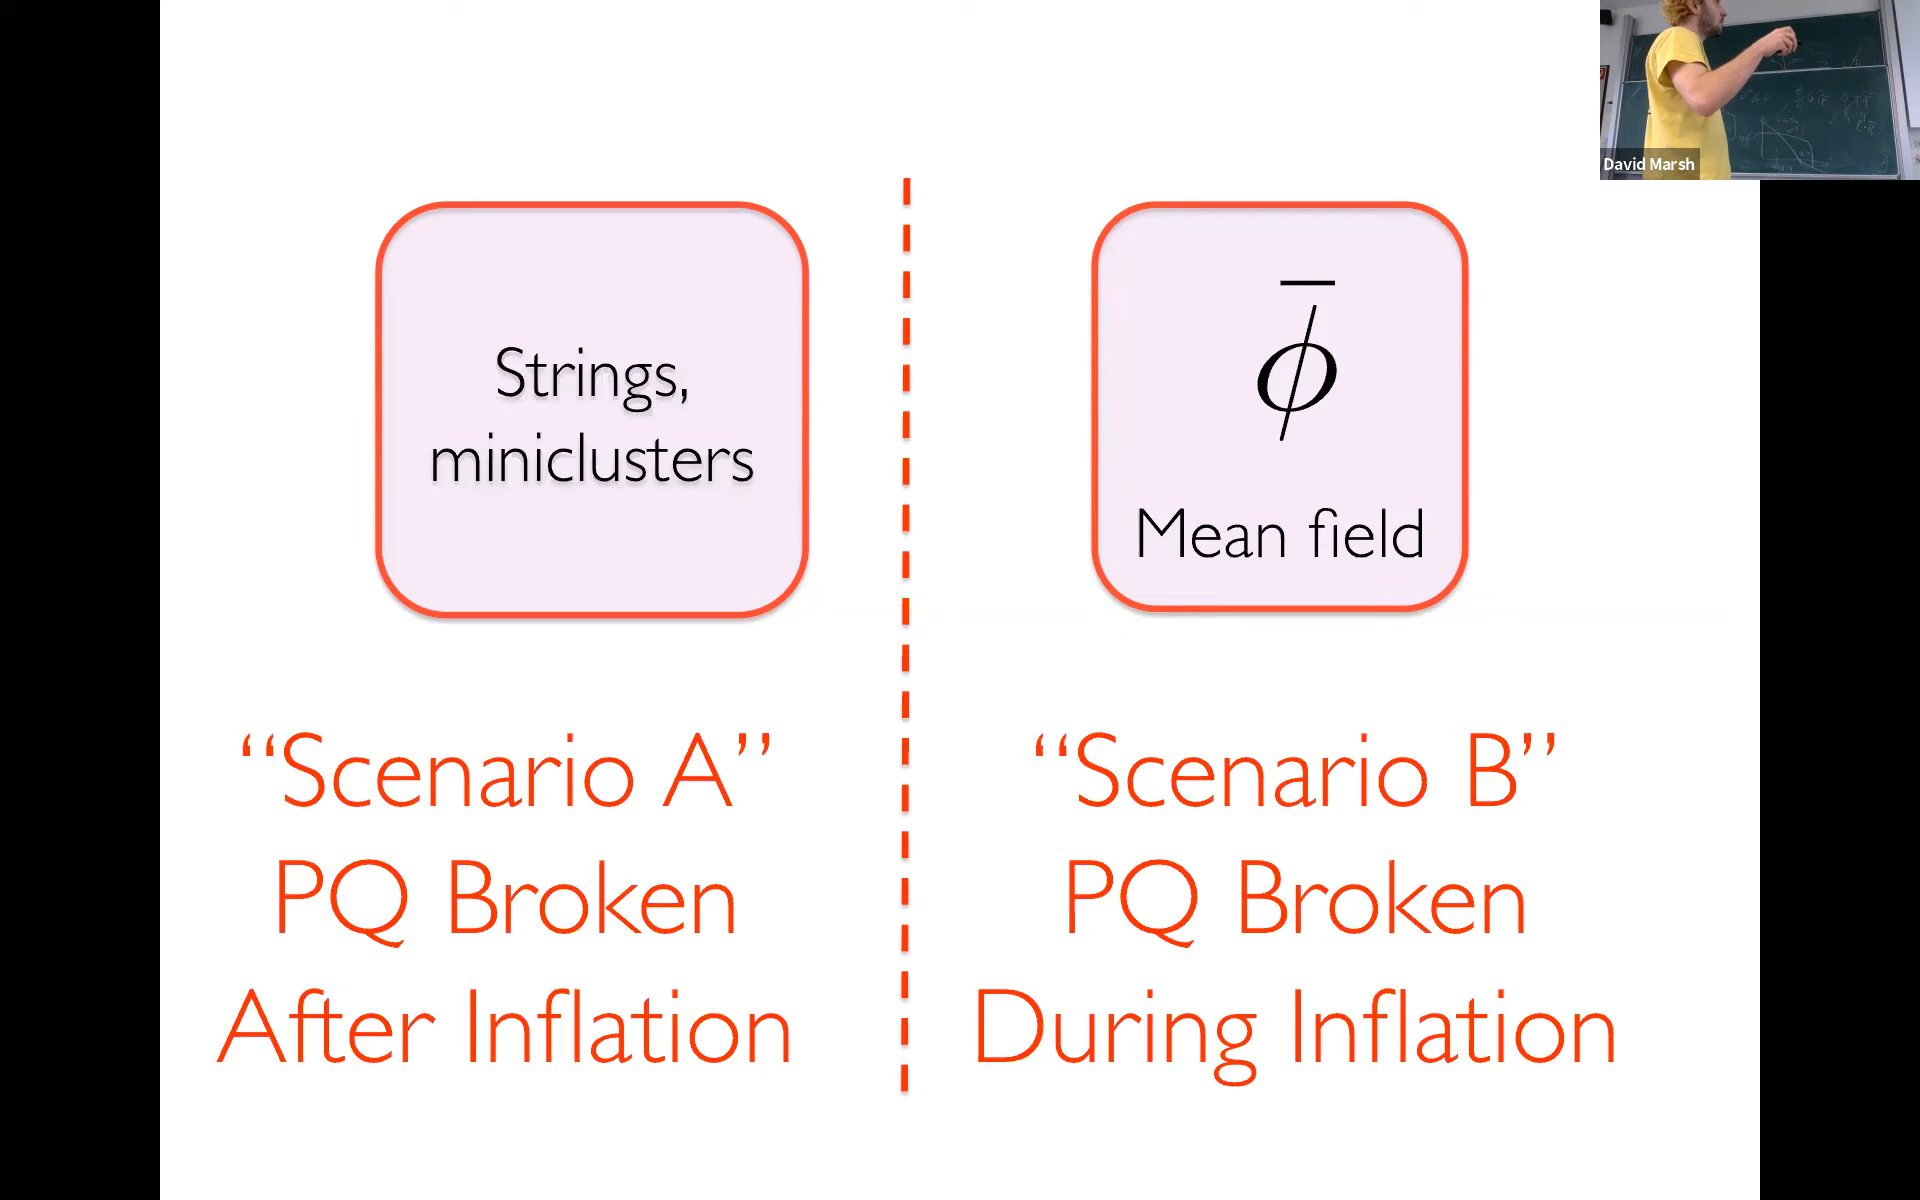 David Marsh
Strings,
miniclusters
ϕ̄
Mean field
“Scenario A”
PQ Broken
After Inflation
“Scenario B”
PQ Broken
During Inflation